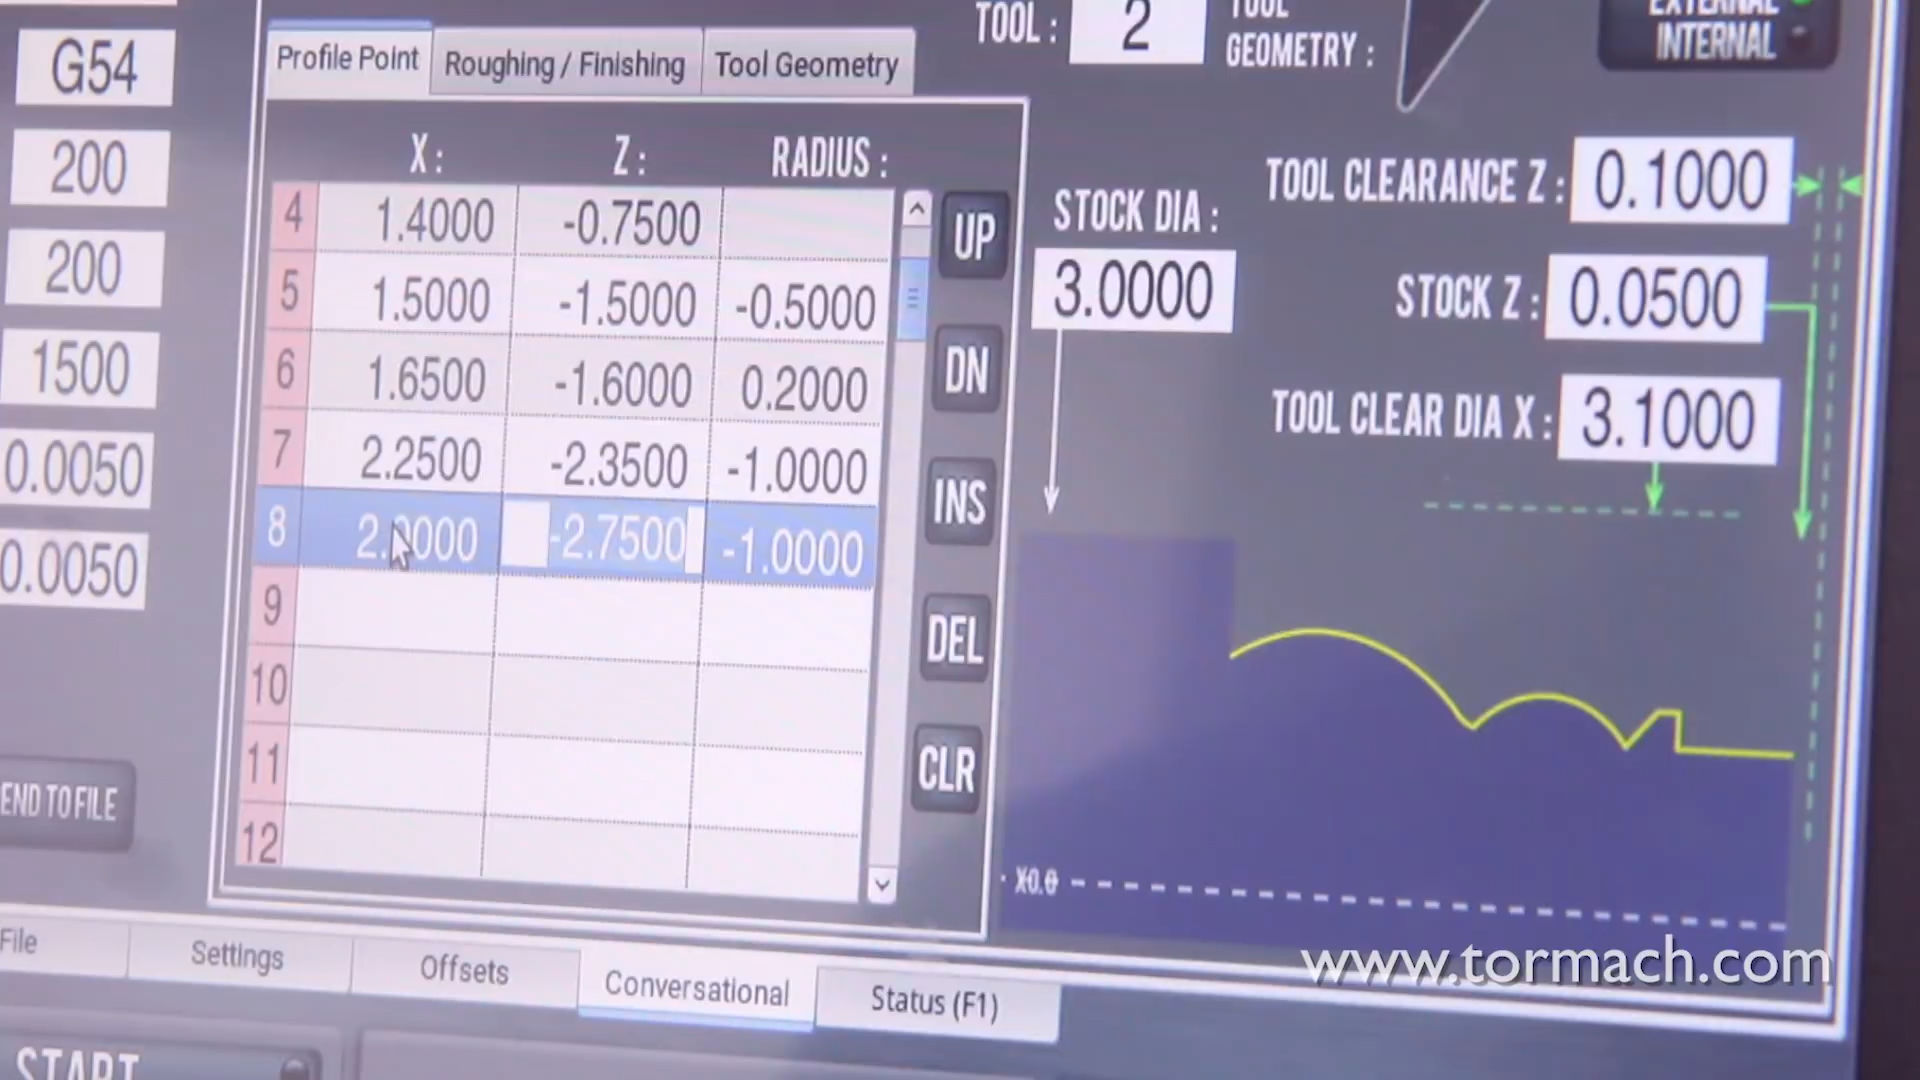 G54
200
200
1500
0.0050
0.0050
END TO FILE
Profile Point
Roughing / Finishing
Tool Geometry
X :
Z :
RADIUS :
4 1.4000 -0.7500
5 1.5000 -1.5000 -0.5000
6 1.6500 -1.6000 0.2000
7 2.2500 -2.3500 -1.0000
8 -2.7500 -1.0000
9
10
11
12
UP
DN
INS
DEL
CLR
TOOL : 2
TOOL
GEOMETRY :
EXTERNAL
INTERNAL
TOOL CLEARANCE Z : 0.1000
STOCK DIA :
3.0000
STOCK Z : 0.0500
TOOL CLEAR DIA X : 3.1000
X0.0
www.tormach.com
File
Settings
Offsets
Conversational
Status (F1)
START